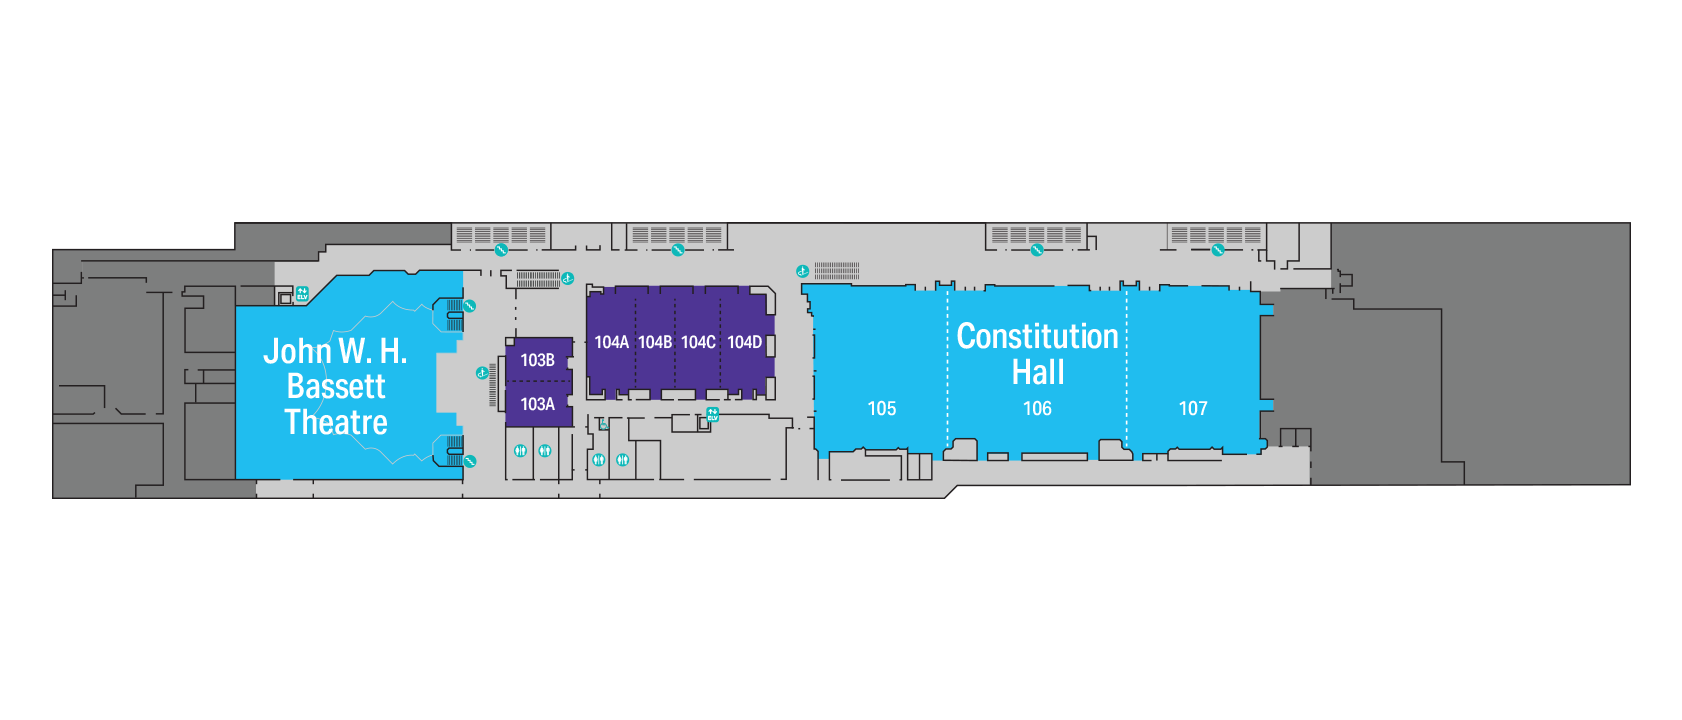 ELV
John W. H.
Bassett
Theatre
103B
103A
104A
104B
104C
104D
ELV
Constitution
Hall
105
106
107